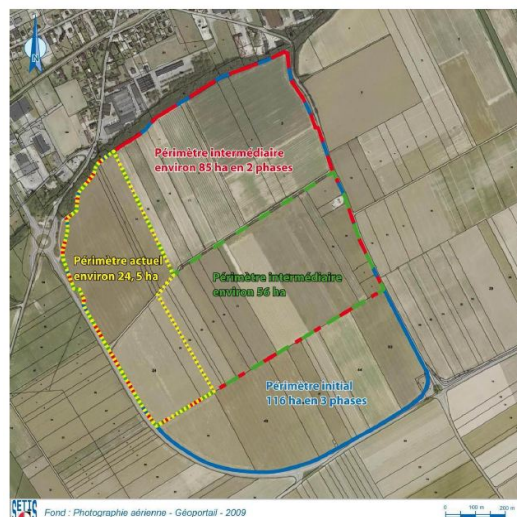 Périmètre intermédiaire
environ 85 ha en 2 phases
Périmètre actuel
environ 24,5 ha
Périmètre intermédiaire
environ 56 ha
Périmètre initial
116 ha en 3 phases
SETIS
Fond : Photographie aérienne - Géoportail - 2009
0 100 m 200 m